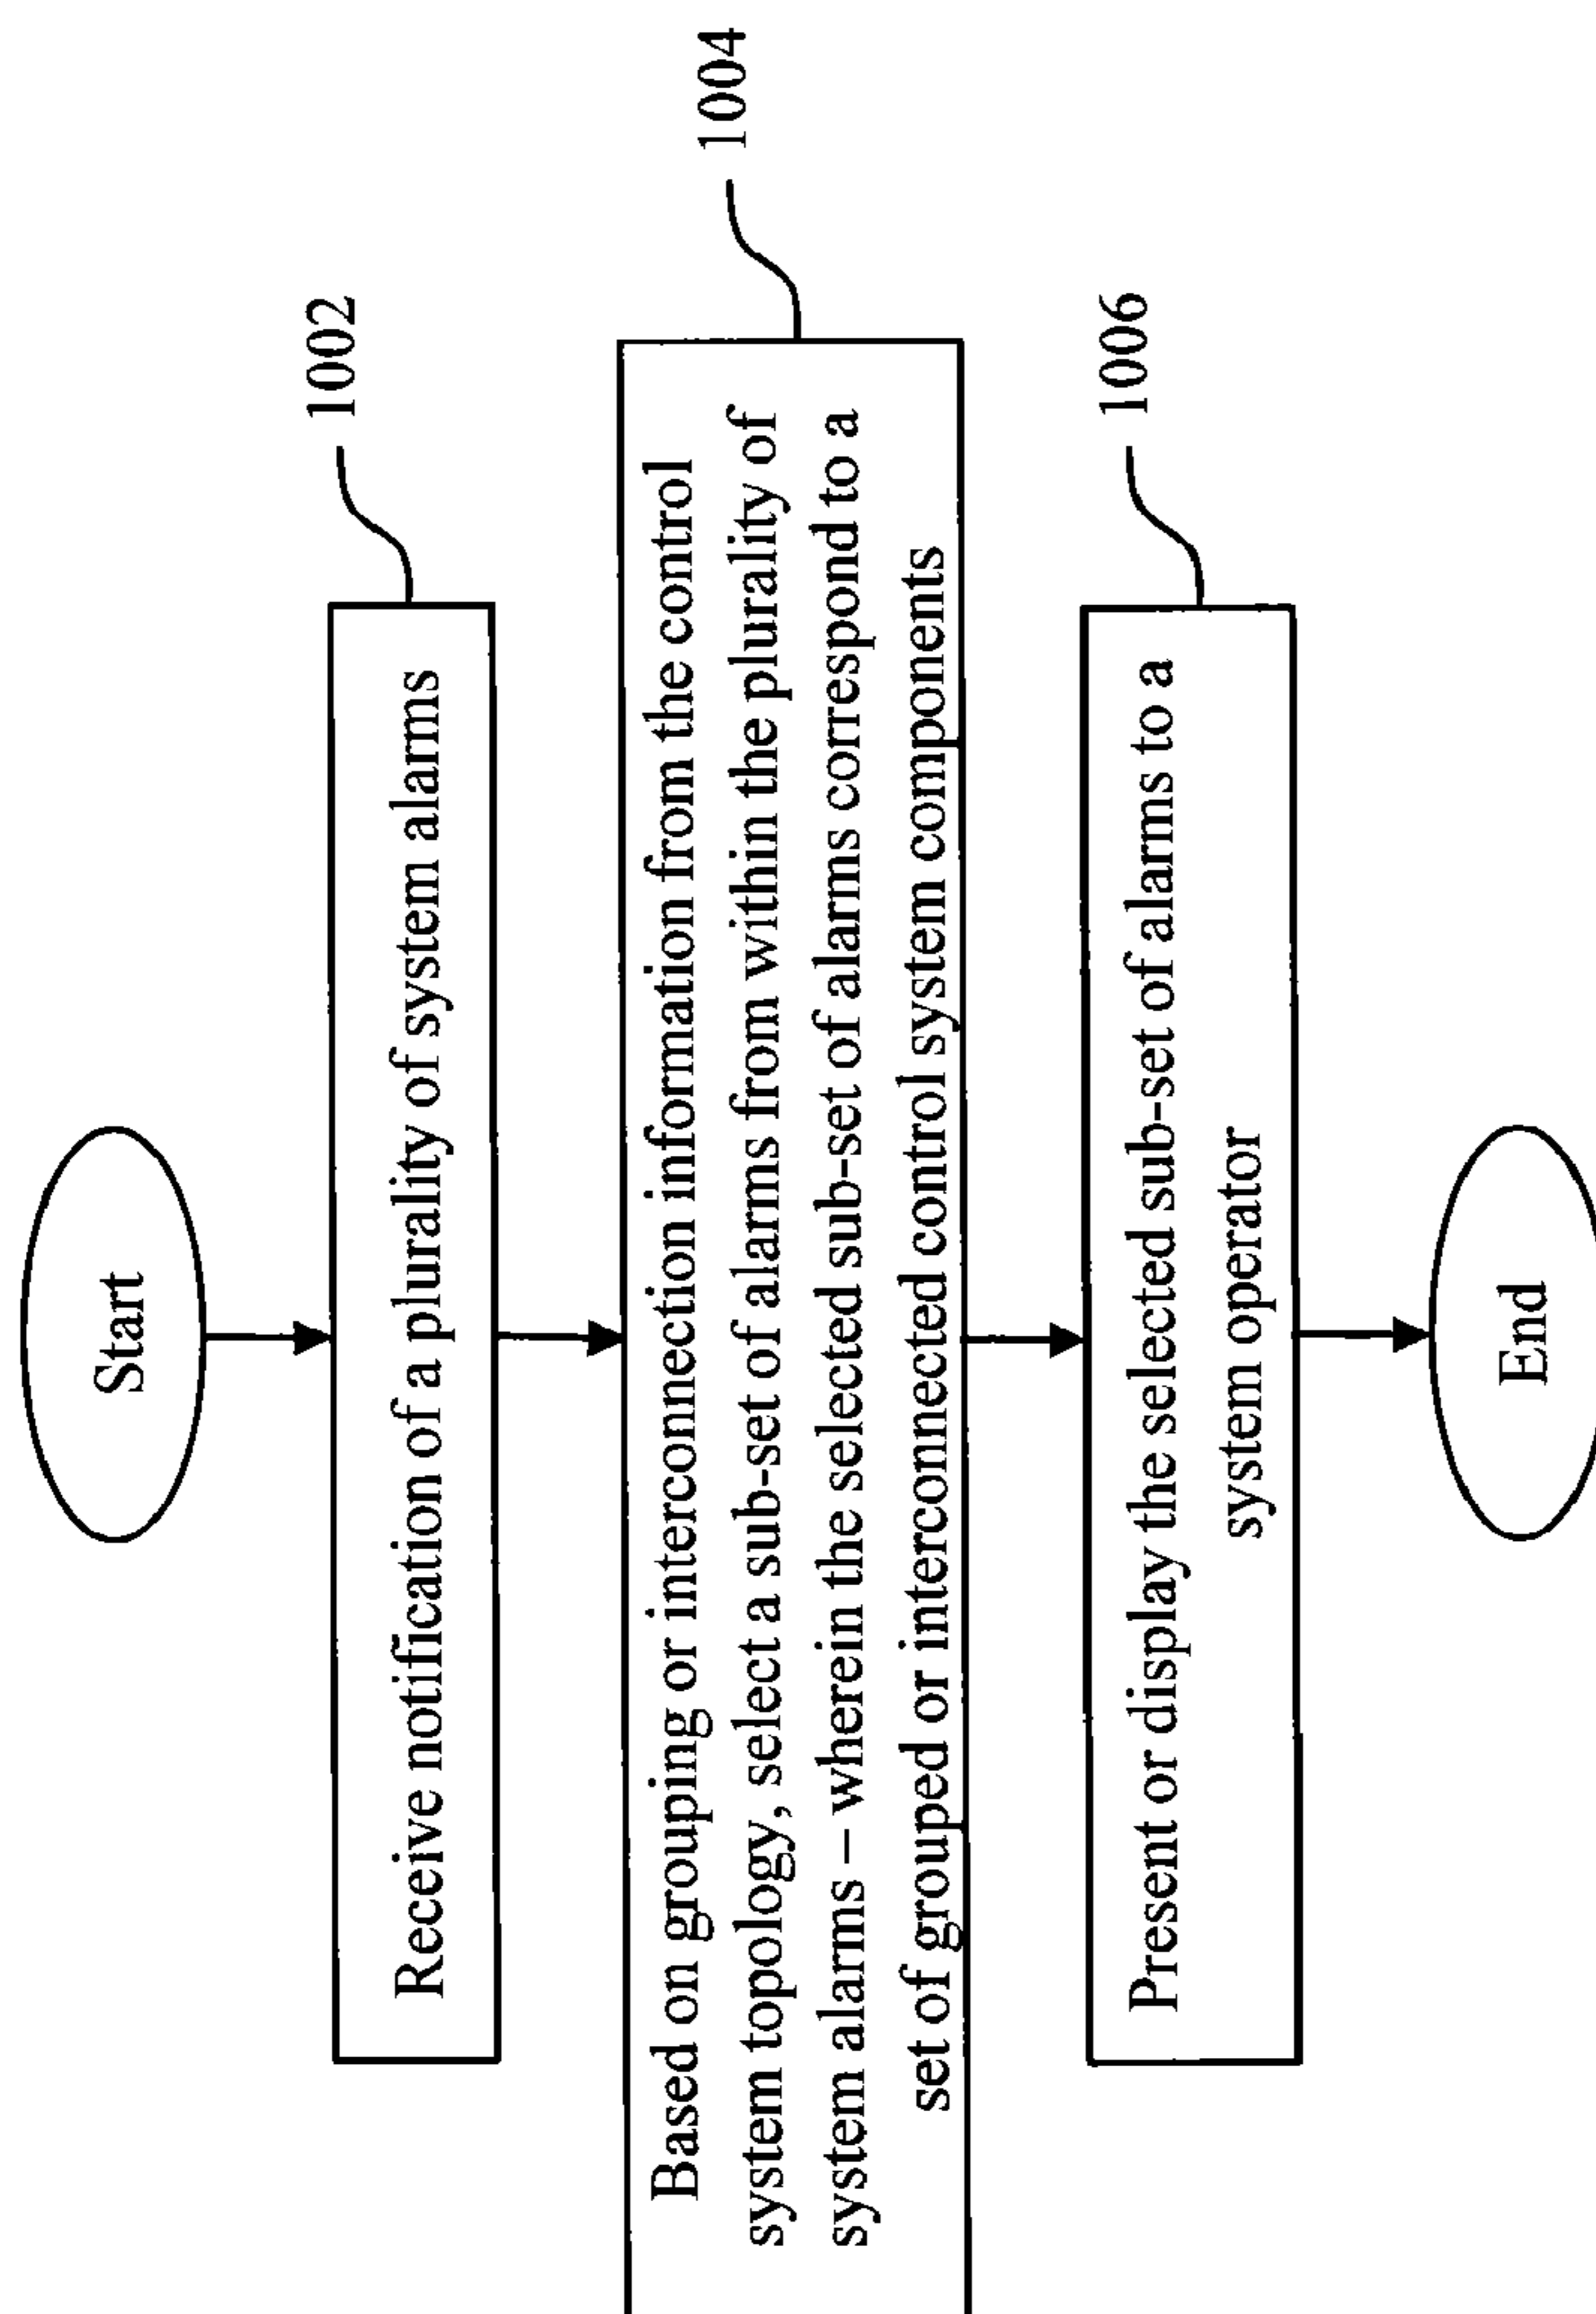 Start
Receive notification of a plurality of system alarms
1002
Based on grouping or interconnection information from the control
system topology, select a sub-set of alarms from within the plurality of
system alarms – wherein the selected sub-set of alarms correspond to a
set of grouped or interconnected control system components
1004
Present or display the selected sub-set of alarms to a
system operator
1006
End